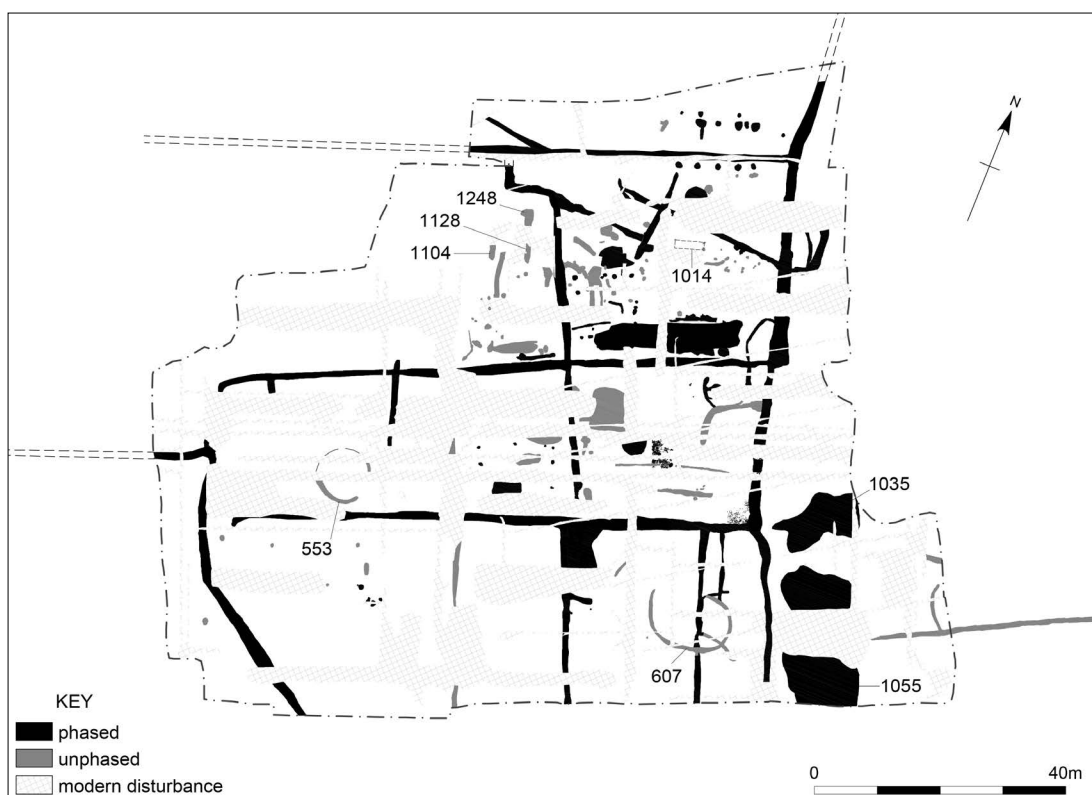 N
1248
1128
1104
1014
1035
553
607
1055
KEY
phased
unphased
modern disturbance
0 40m